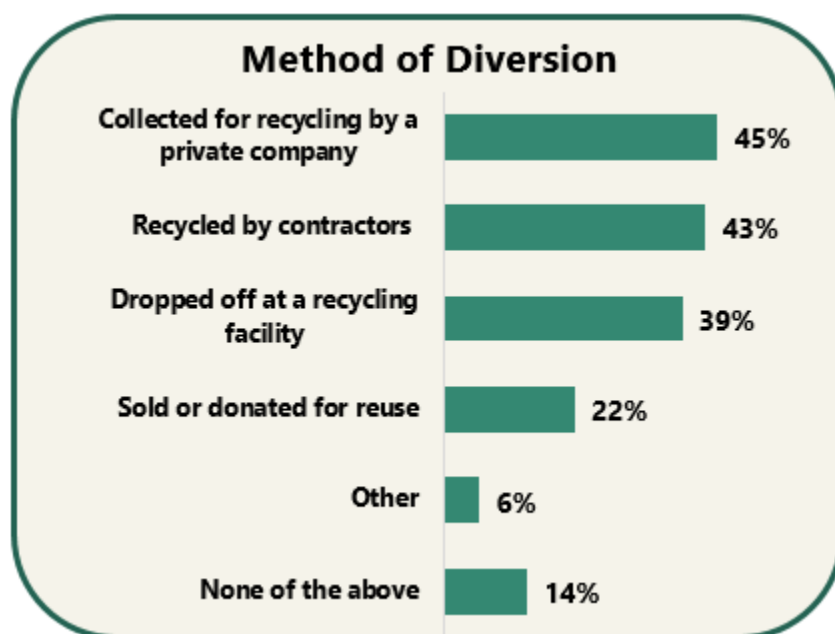 Method of Diversion
Collected for recycling by a
private company
45%
Recycled by contractors
43%
Dropped off at a recycling
facility
39%
Sold or donated for reuse
22%
Other
6%
None of the above
14%